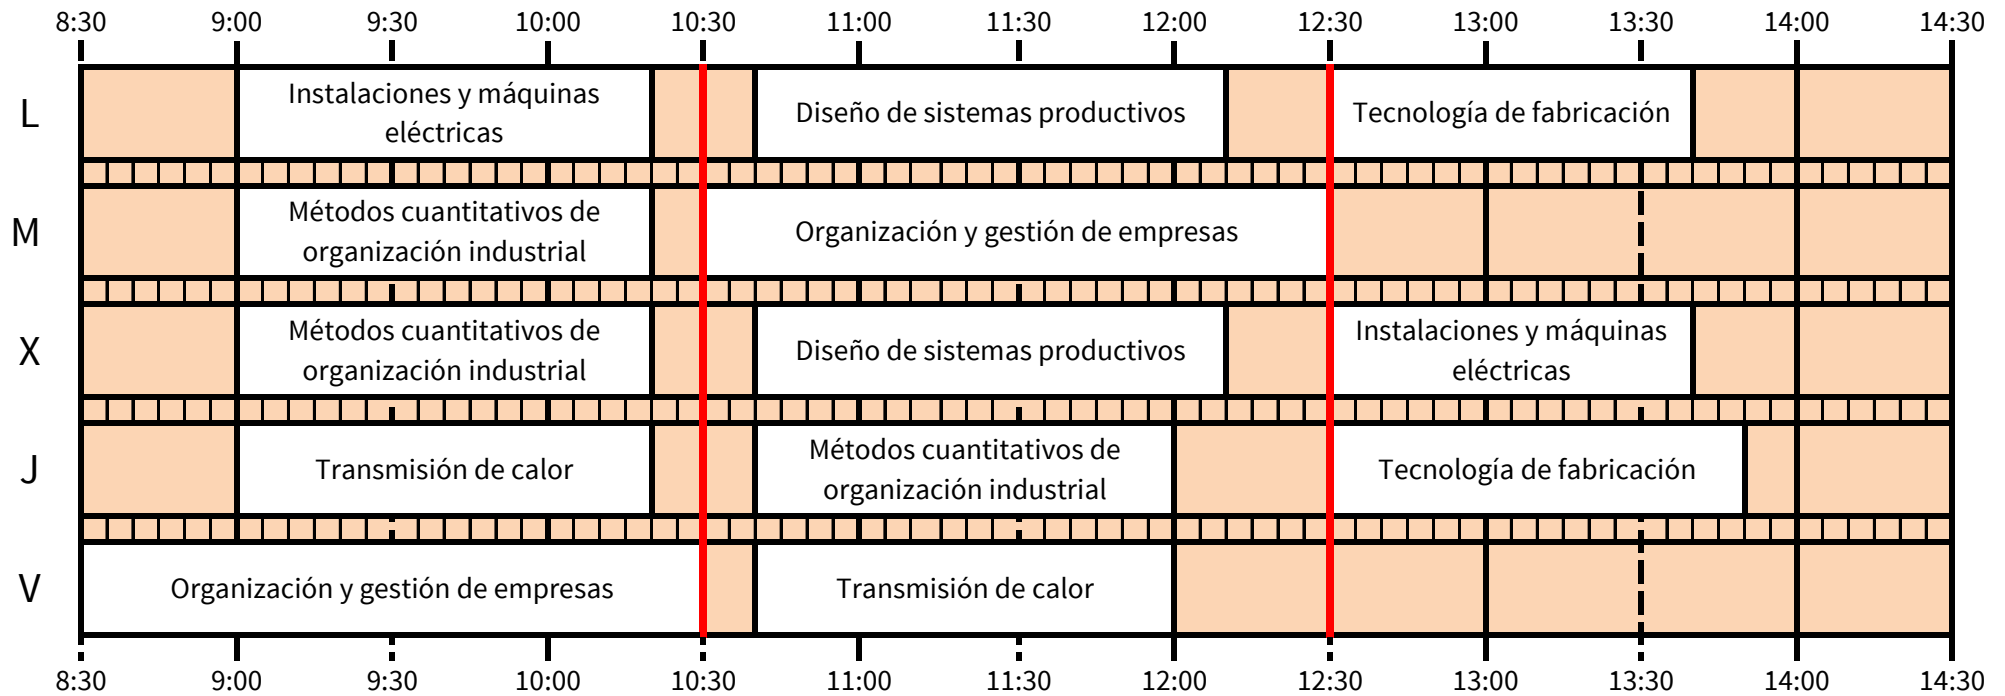 8:30 9:00 9:30 10:00 10:30 11:00 11:30 12:00 12:30 13:00 13:30 14:00 14:30
L
Instalaciones y máquinas
eléctricas
Diseño de sistemas productivos
Tecnología de fabricación
M
Métodos cuantitativos de
organización industrial
Organización y gestión de empresas
X
Métodos cuantitativos de
organización industrial
Diseño de sistemas productivos
Instalaciones y máquinas
eléctricas
J
Transmisión de calor
Métodos cuantitativos de
organización industrial
Tecnología de fabricación
V
Organización y gestión de empresas
Transmisión de calor
8:30 9:00 9:30 10:00 10:30 11:00 11:30 12:00 12:30 13:00 13:30 14:00 14:30